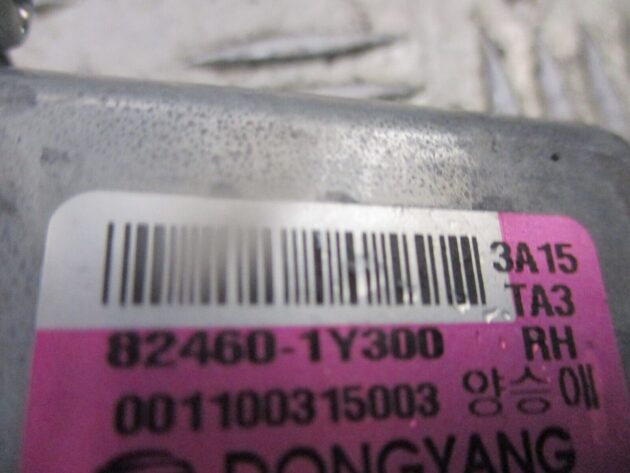 3A15
TA3
82460-1Y300 RH
001100315003 양승애
DONGYANG